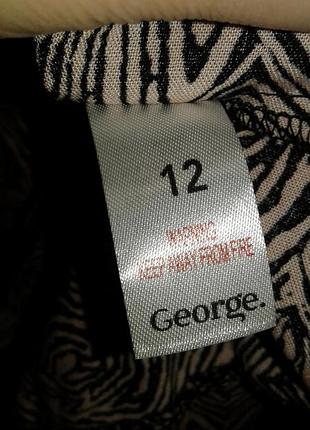 12
WARNING
KEEP AWAY FROM FIRE
George.